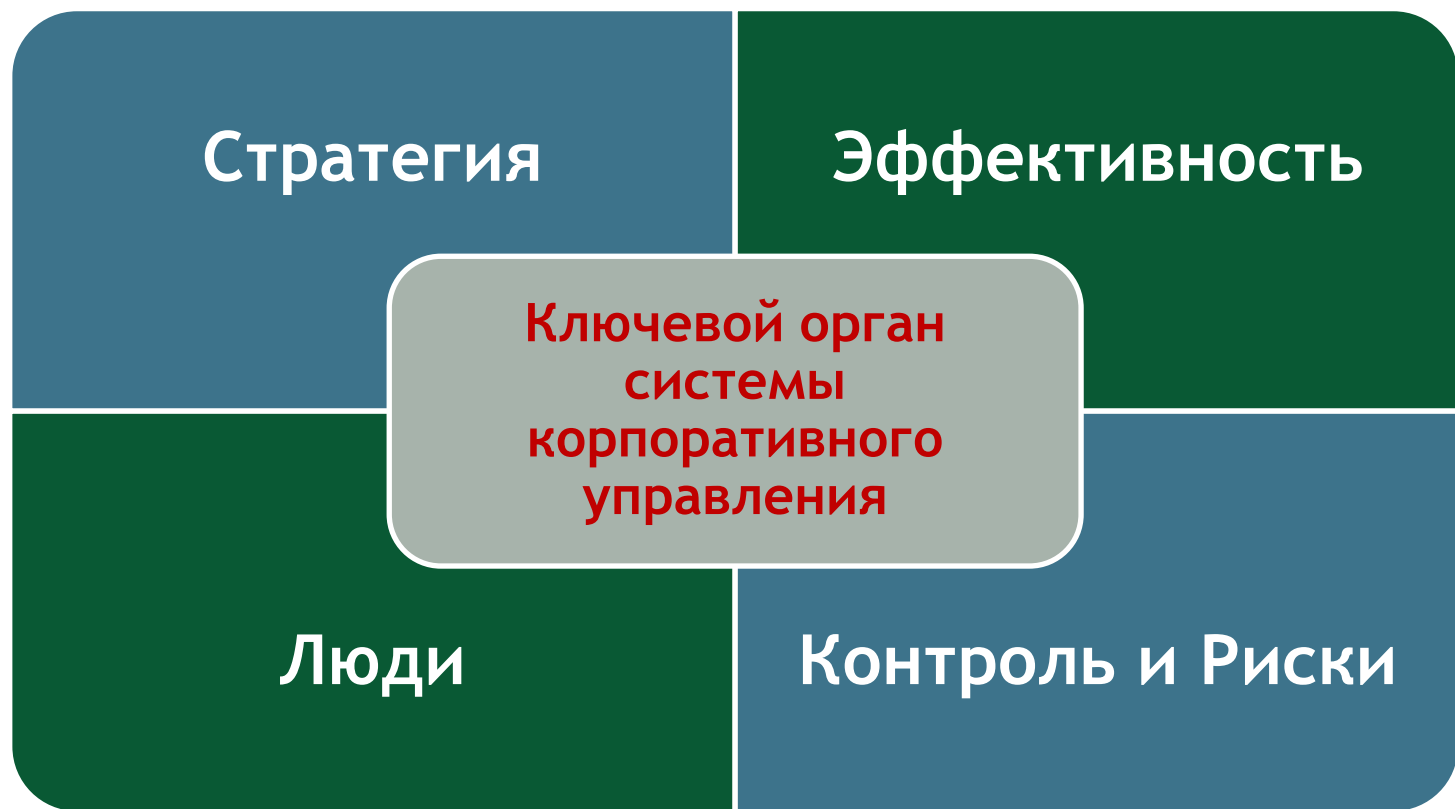 Стратегия
Эффективность
Ключевой орган
системы
корпоративного
управления
Люди
Контроль и Риски